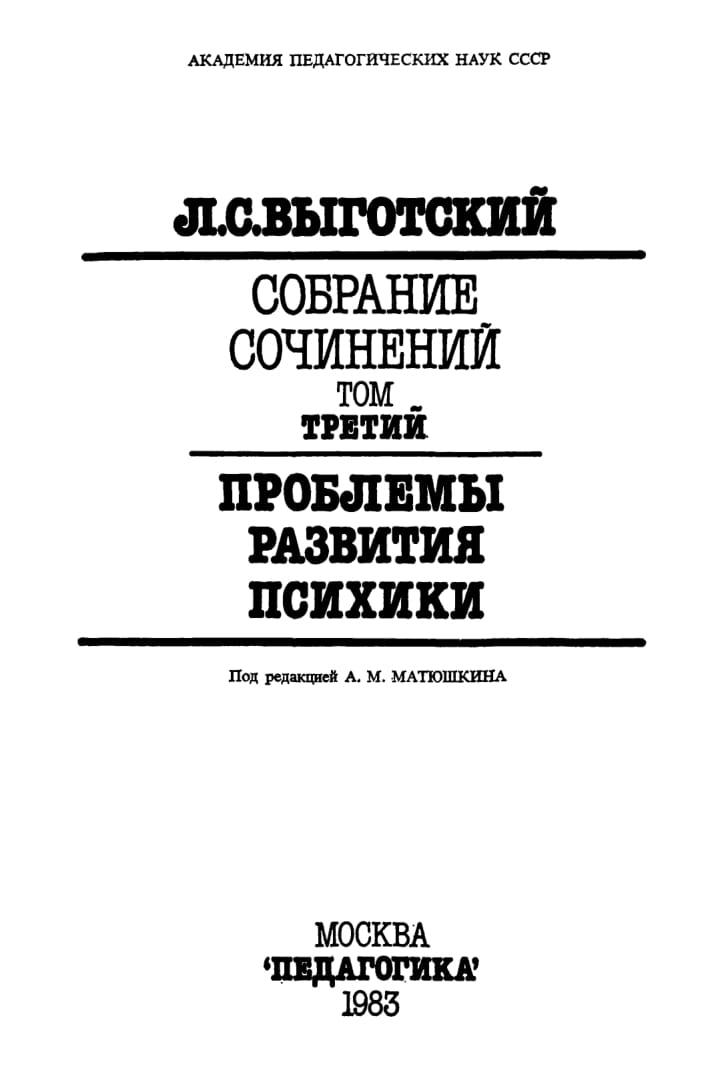 АКАДЕМИЯ ПЕДАГОГИЧЕСКИХ НАУК СССР
Л.С.ВЫГОТСКИЙ
СОБРАНИЕ
СОЧИНЕНИЙ
ТОМ
ТРЕТИЙ
ПРОБЛЕМЫ
РАЗВИТИЯ
ПСИХИКИ
Под редакцией А. М. МАТЮШКИНА
МОСКВА
‘ПЕДАГОГИКА’
1983